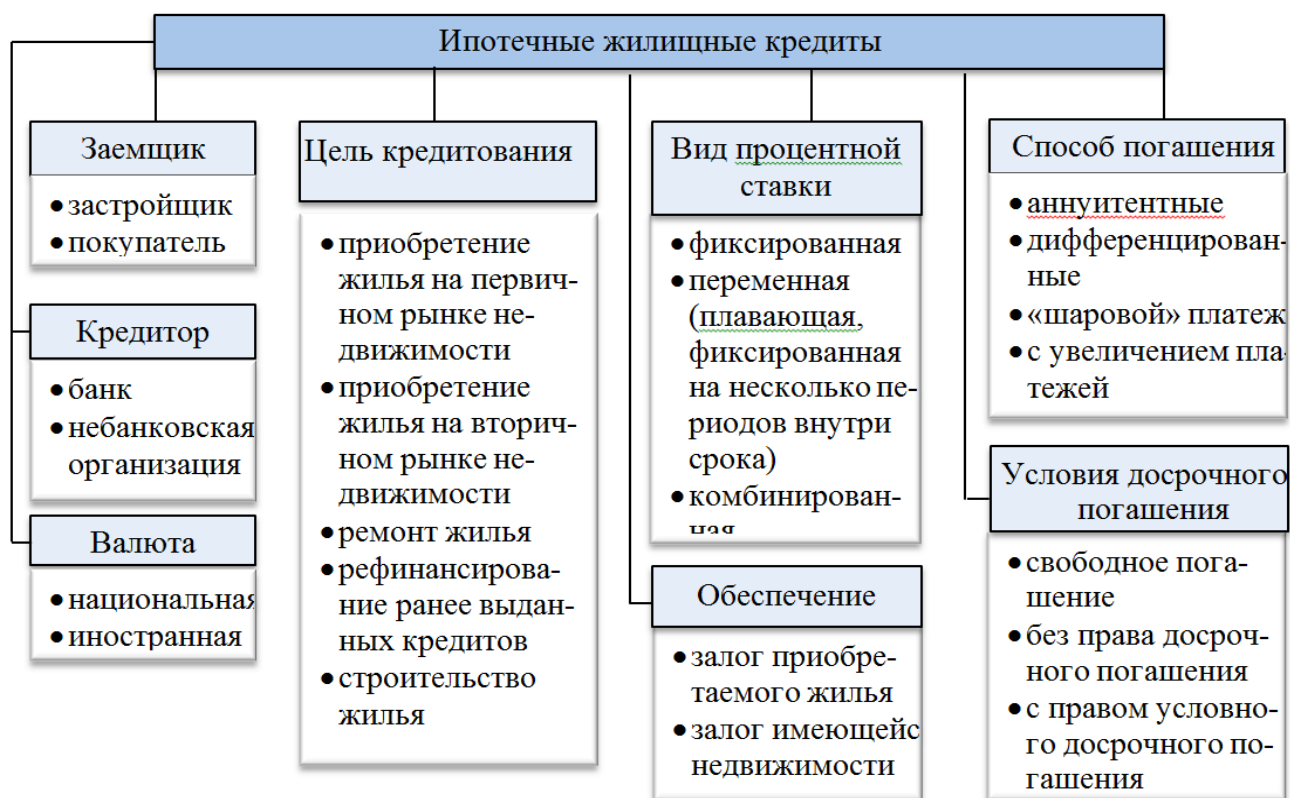 Ипотечные жилищные кредиты
Заемщик
• застройщик
• покупатель
Кредитор
• банк
• небанковская
организация
Валюта
• национальная
• иностранная
Цель кредитования
• приобретение
жилья на первич-
ном рынке не-
движимости
• приобретение
жилья на вторич-
ном рынке не-
движимости
• ремонт жилья
• рефинансирова-
ние ранее выдан-
ных кредитов
• строительство
жилья
Вид процентной
ставки
• фиксированная
• переменная
(плавающая,
фиксированная
на несколько пе-
риодов внутри
срока)
• комбинирован-
ная
Обеспечение
• залог приобре-
таемого жилья
• залог имеющейс
недвижимости
Способ погашения
• аннуитентные
• дифференцирован-
ные
• «шаровой» платеж
• с увеличением пла-
тежей
Условия досрочного
погашения
• свободное пога-
шение
• без права досроч-
ного погашения
• с правом условно-
го досрочного по-
гашения